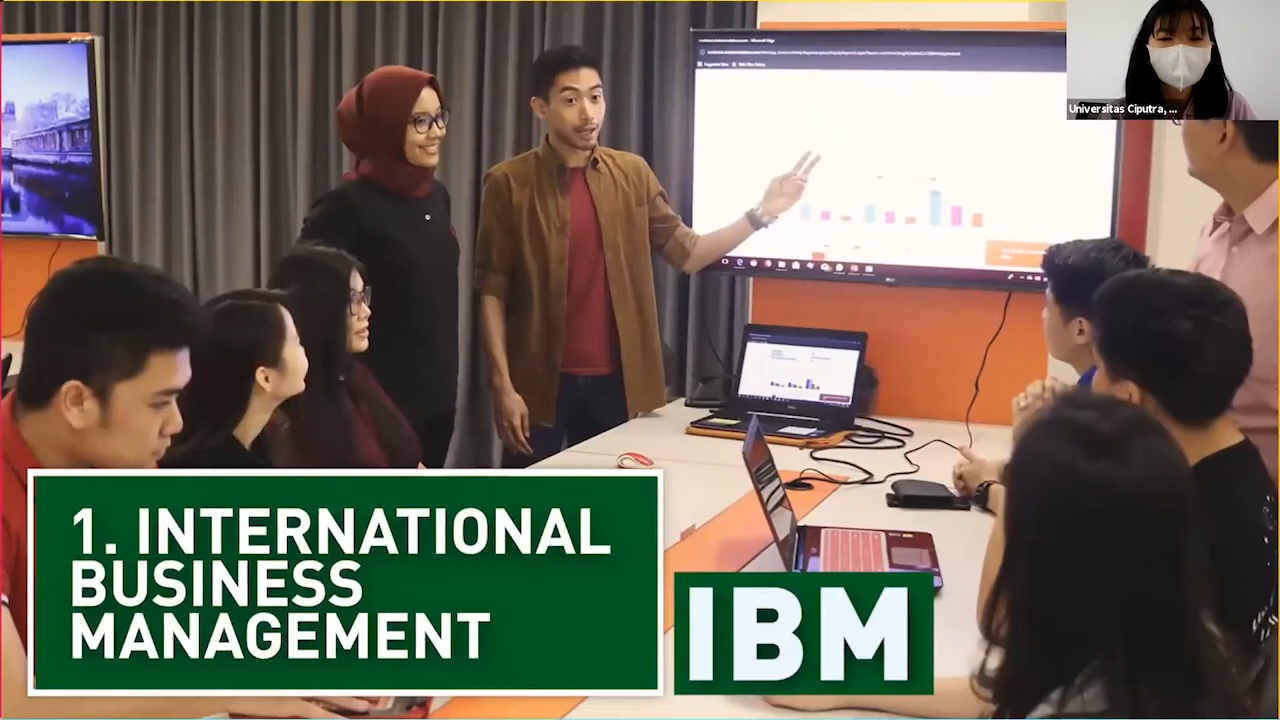 Universitas Ciputra, ...
1. INTERNATIONAL
BUSINESS
MANAGEMENT
IBM